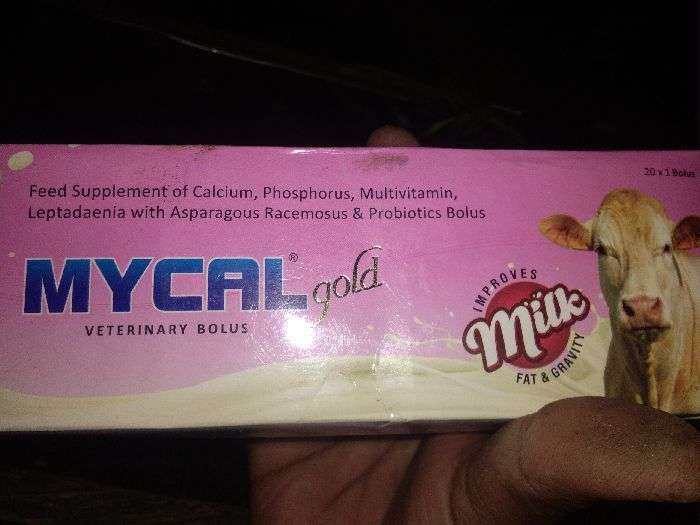 20 x 1 Bolus
Feed Supplement of Calcium, Phosphorus, Multivitamin,
Leptadaenia with Asparagous Racemosus & Probiotics Bolus
MYCAL® gold
VETERINARY BOLUS
IMPROVES
Milk
FAT & GRAVITY